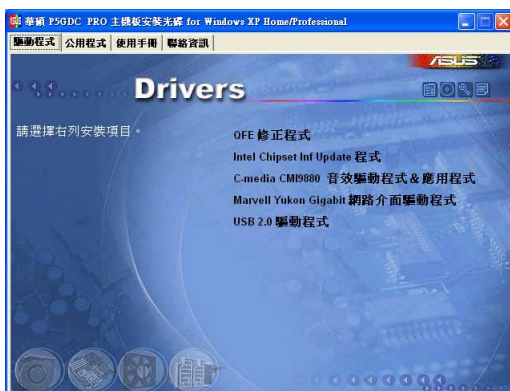 華碩 P5GDC PRO 主機板安裝光碟 for Windows XP Home/Professional
驅動程式 公用程式 使用手冊 聯絡資訊
ASUS
Drivers
請選擇右列安裝項目。
QFE 修正程式
Intel Chipset Inf Update 程式
C-media CMI9880 音效驅動程式&應用程式
Marvell Yukon Gigabit 網路介面驅動程式
USB 2.0 驅動程式